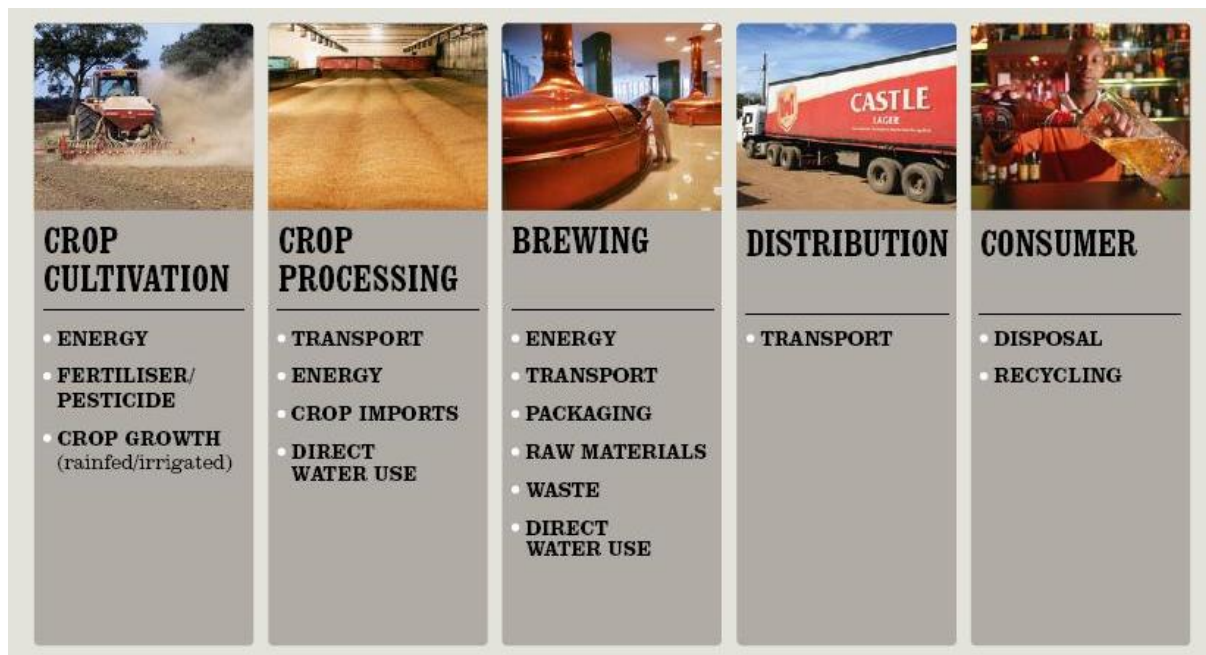 CASTLE
LAGER
CROP
CULTIVATION
• ENERGY
• FERTILISER/
PESTICIDE
• CROP GROWTH
(rainfed/irrigated)
CROP
PROCESSING
• TRANSPORT
• ENERGY
• CROP IMPORTS
• DIRECT
WATER USE
BREWING
• ENERGY
• TRANSPORT
• PACKAGING
• RAW MATERIALS
• WASTE
• DIRECT
WATER USE
DISTRIBUTION
• TRANSPORT
CONSUMER
• DISPOSAL
• RECYCLING